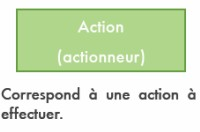 Action
(actionneur)
Correspond à une action à
effectuer.